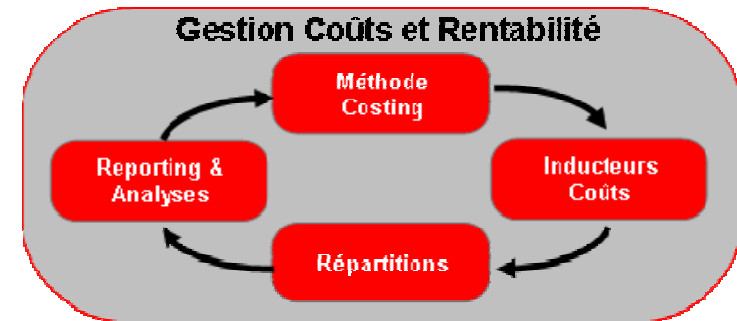 Gestion Coûts et Rentabilité
Méthode
Costing
Inducteurs
Coûts
Répartitions
Reporting &
Analyses